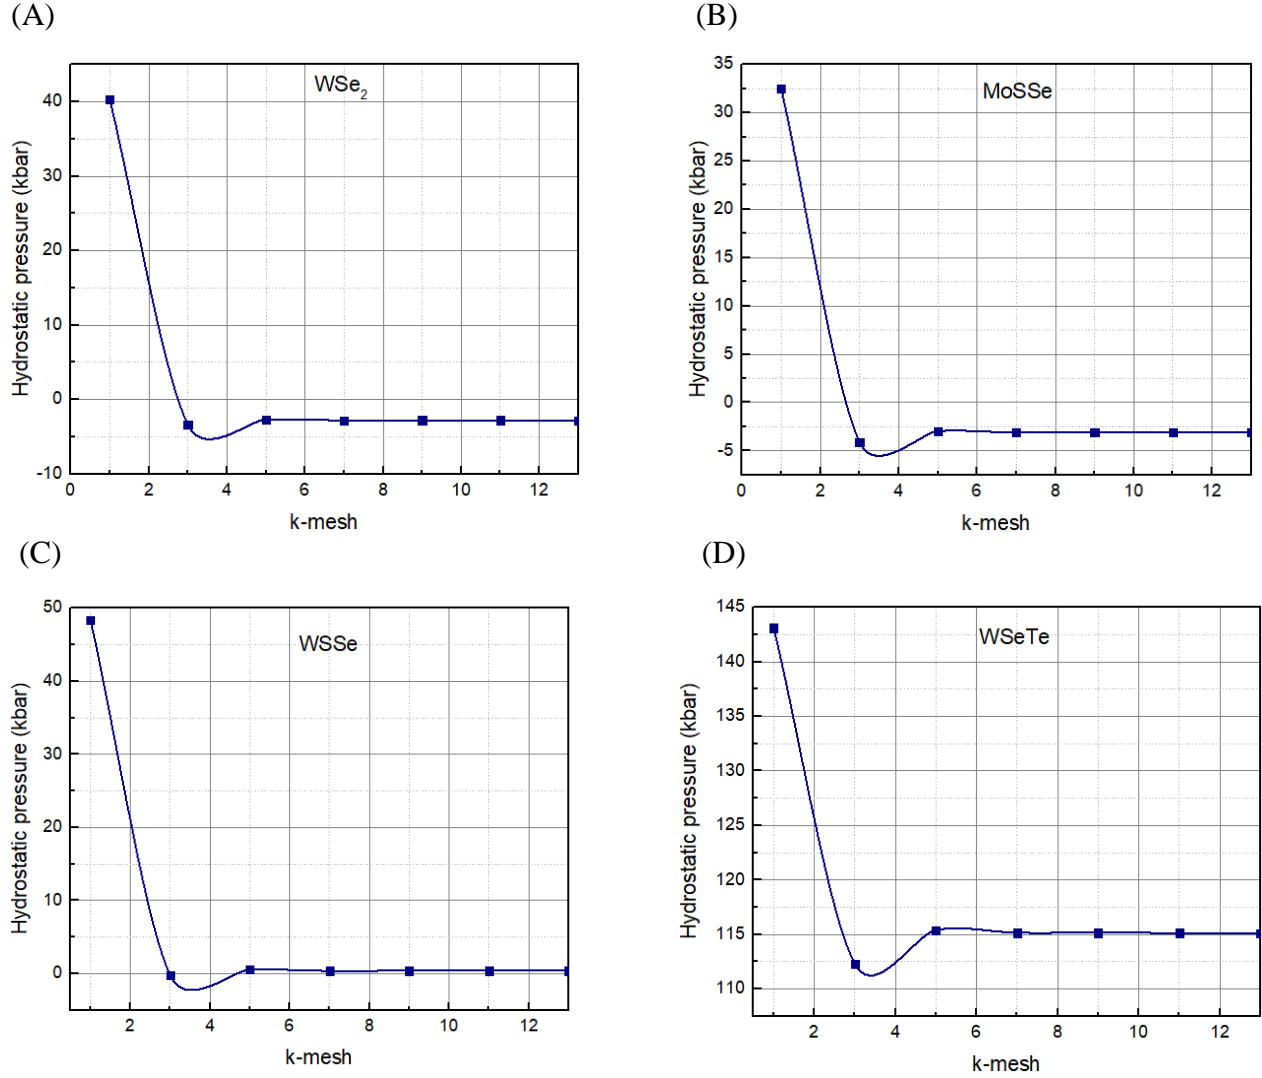 (A)
WSe₂
Hydrostatic pressure (kbar)
40
30
20
10
0
-10
0 2 4 6 8 10 12
k-mesh
(B)
MoSSe
Hydrostatic pressure (kbar)
35
30
25
20
15
10
5
0
-5
0 2 4 6 8 10 12
k-mesh
(C)
WSSe
Hydrostatic pressure (kbar)
50
40
30
20
10
0
2 4 6 8 10 12
k-mesh
(D)
WSeTe
Hydrostatic pressure (kbar)
145
140
135
130
125
120
115
110
2 4 6 8 10 12
k-mesh